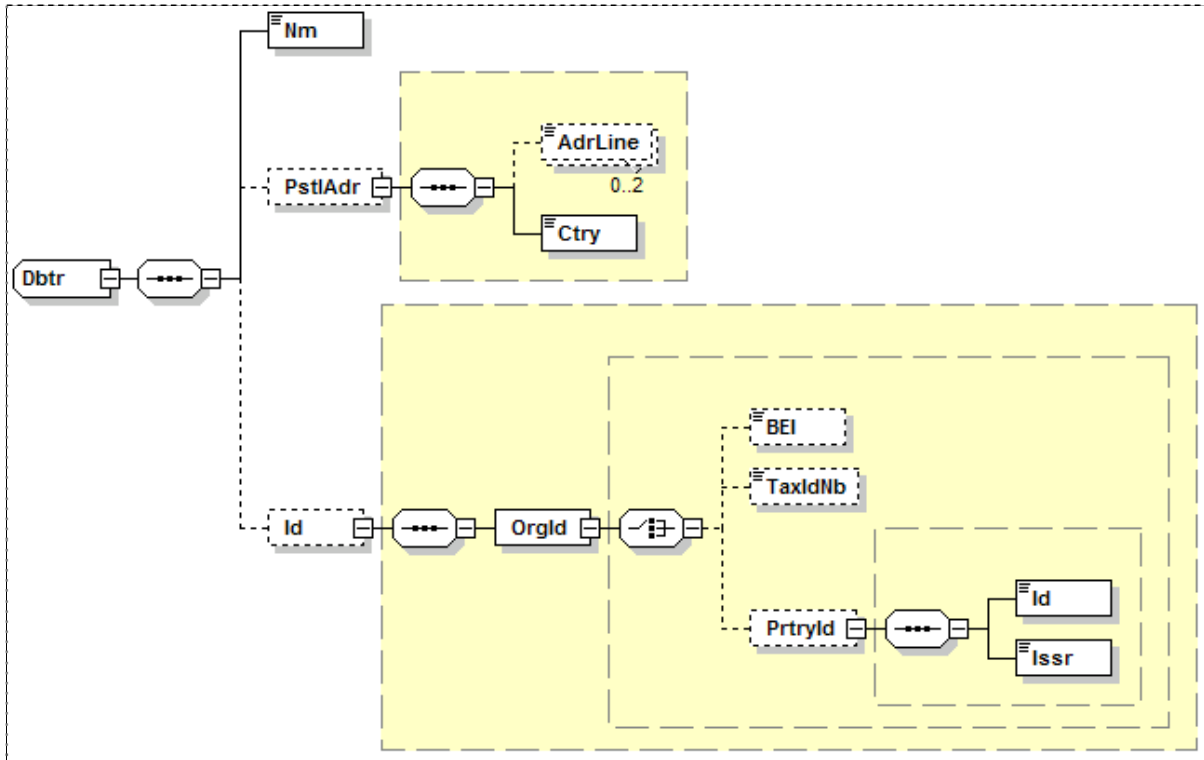 Nm
AdrLine
0..2
PstlAdr
Ctry
Dbtr
BEI
TaxIdNb
Id
OrgId
PrtryId
Id
Issr